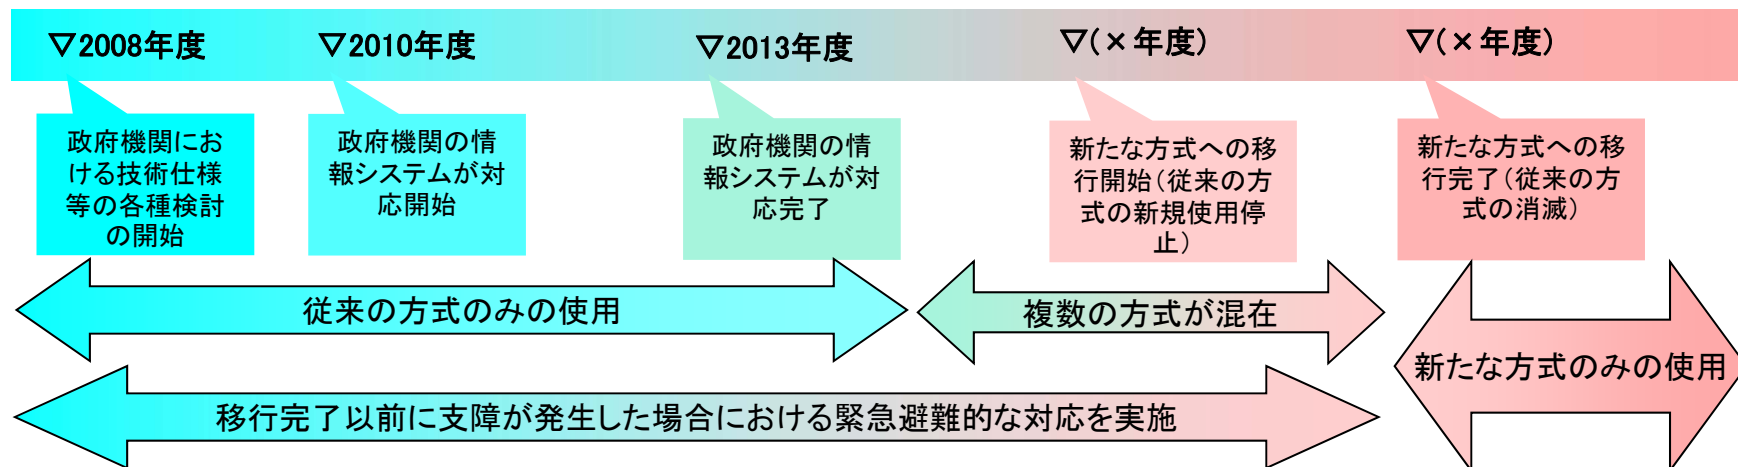 ▽2008年度
▽2010年度
▽2013年度
▽(×年度)
▽(×年度)
政府機関にお
ける技術仕様
等の各種検討
の開始
政府機関の情
報システムが対
応開始
政府機関の情
報システムが対
応完了
新たな方式への移
行開始(従来の方
式の新規使用停
止)
新たな方式への移
行完了(従来の方
式の消滅)
従来の方式のみの使用
複数の方式が混在
新たな方式のみの使用
移行完了以前に支障が発生した場合における緊急避難的な対応を実施